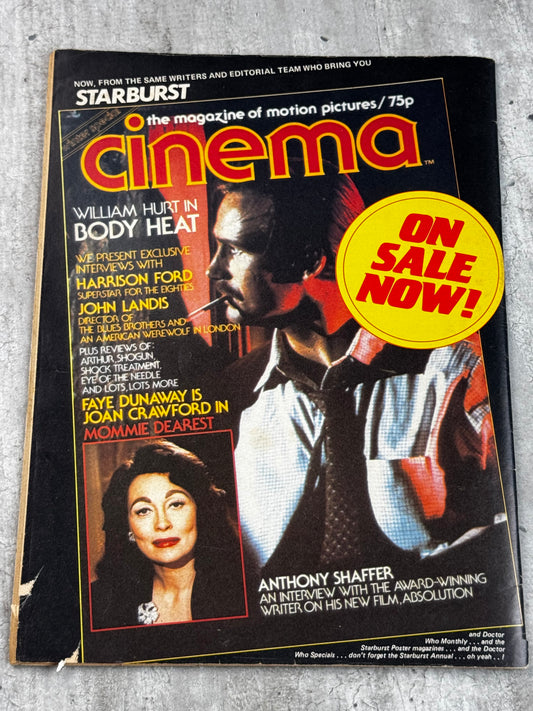 NOW, FROM THE SAME WRITERS AND EDITORIAL TEAM WHO BRING YOU
STARBURST
winter special
the magazine of motion pictures/75p
cinema™
WILLIAM HURT IN
BODY HEAT
WE PRESENT EXCLUSIVE
INTERVIEWS WITH
HARRISON FORD
SUPERSTAR FOR THE EIGHTIES
JOHN LANDIS
DIRECTOR OF
THE BLUES BROTHERS AND
AN AMERICAN WEREWOLF IN LONDON
PLUS REVIEWS OF:
ARTHUR, SHOGUN,
SHOCK TREATMENT,
EYE OF THE NEEDLE
AND LOTS, LOTS MORE
FAYE DUNAWAY IS
JOAN CRAWFORD IN
MOMMIE DEAREST
ON
SALE
NOW!
ANTHONY SHAFFER
AN INTERVIEW WITH THE AWARD-WINNING
WRITER ON HIS NEW FILM, ABSOLUTION
and Doctor
Who Monthly . . . and the
Starburst Poster magazines . . . and the Doctor
Who Specials . . . don't forget the Starburst Annual . . . oh yeah . . !